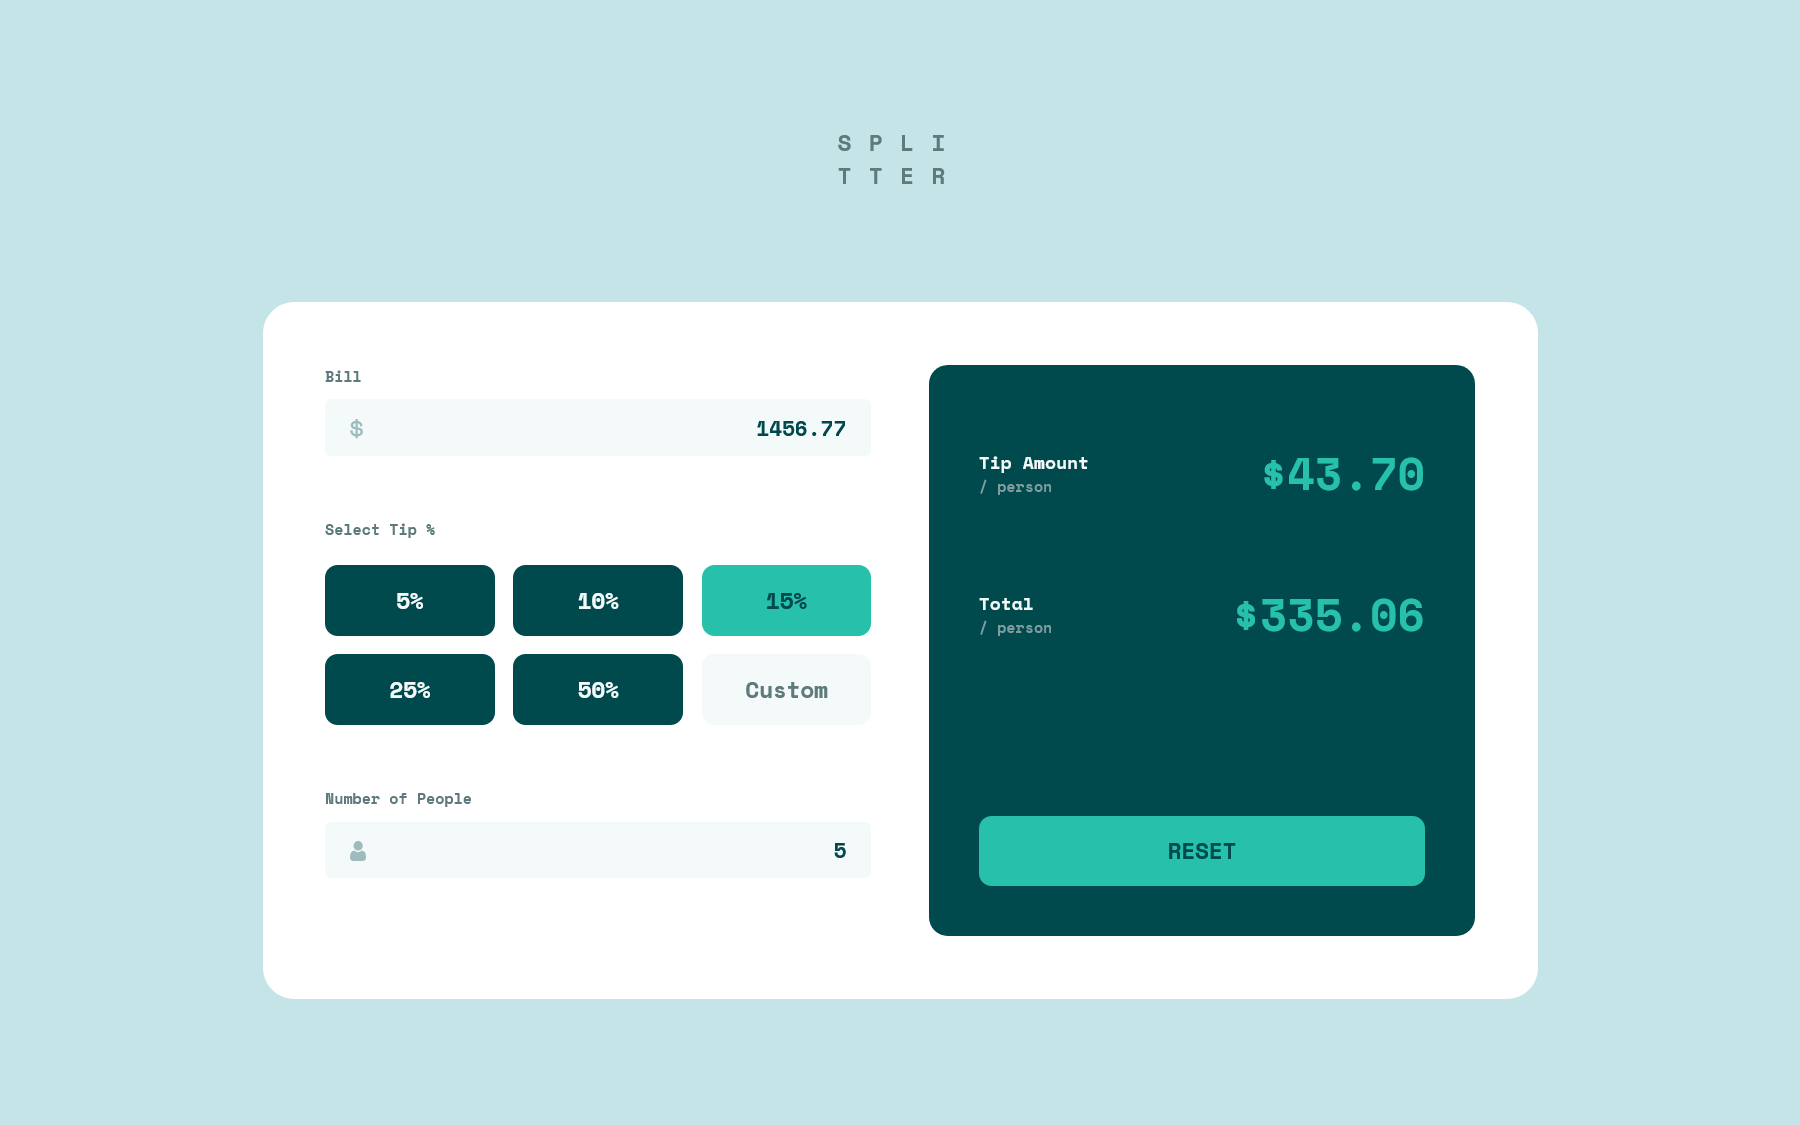 S P L I
T T E R
Bill
$ 1456.77
Select Tip %
5% 10% 15%
25% 50% Custom
Number of People
5
Tip Amount
/ person
$43.70
Total
/ person
$335.06
RESET